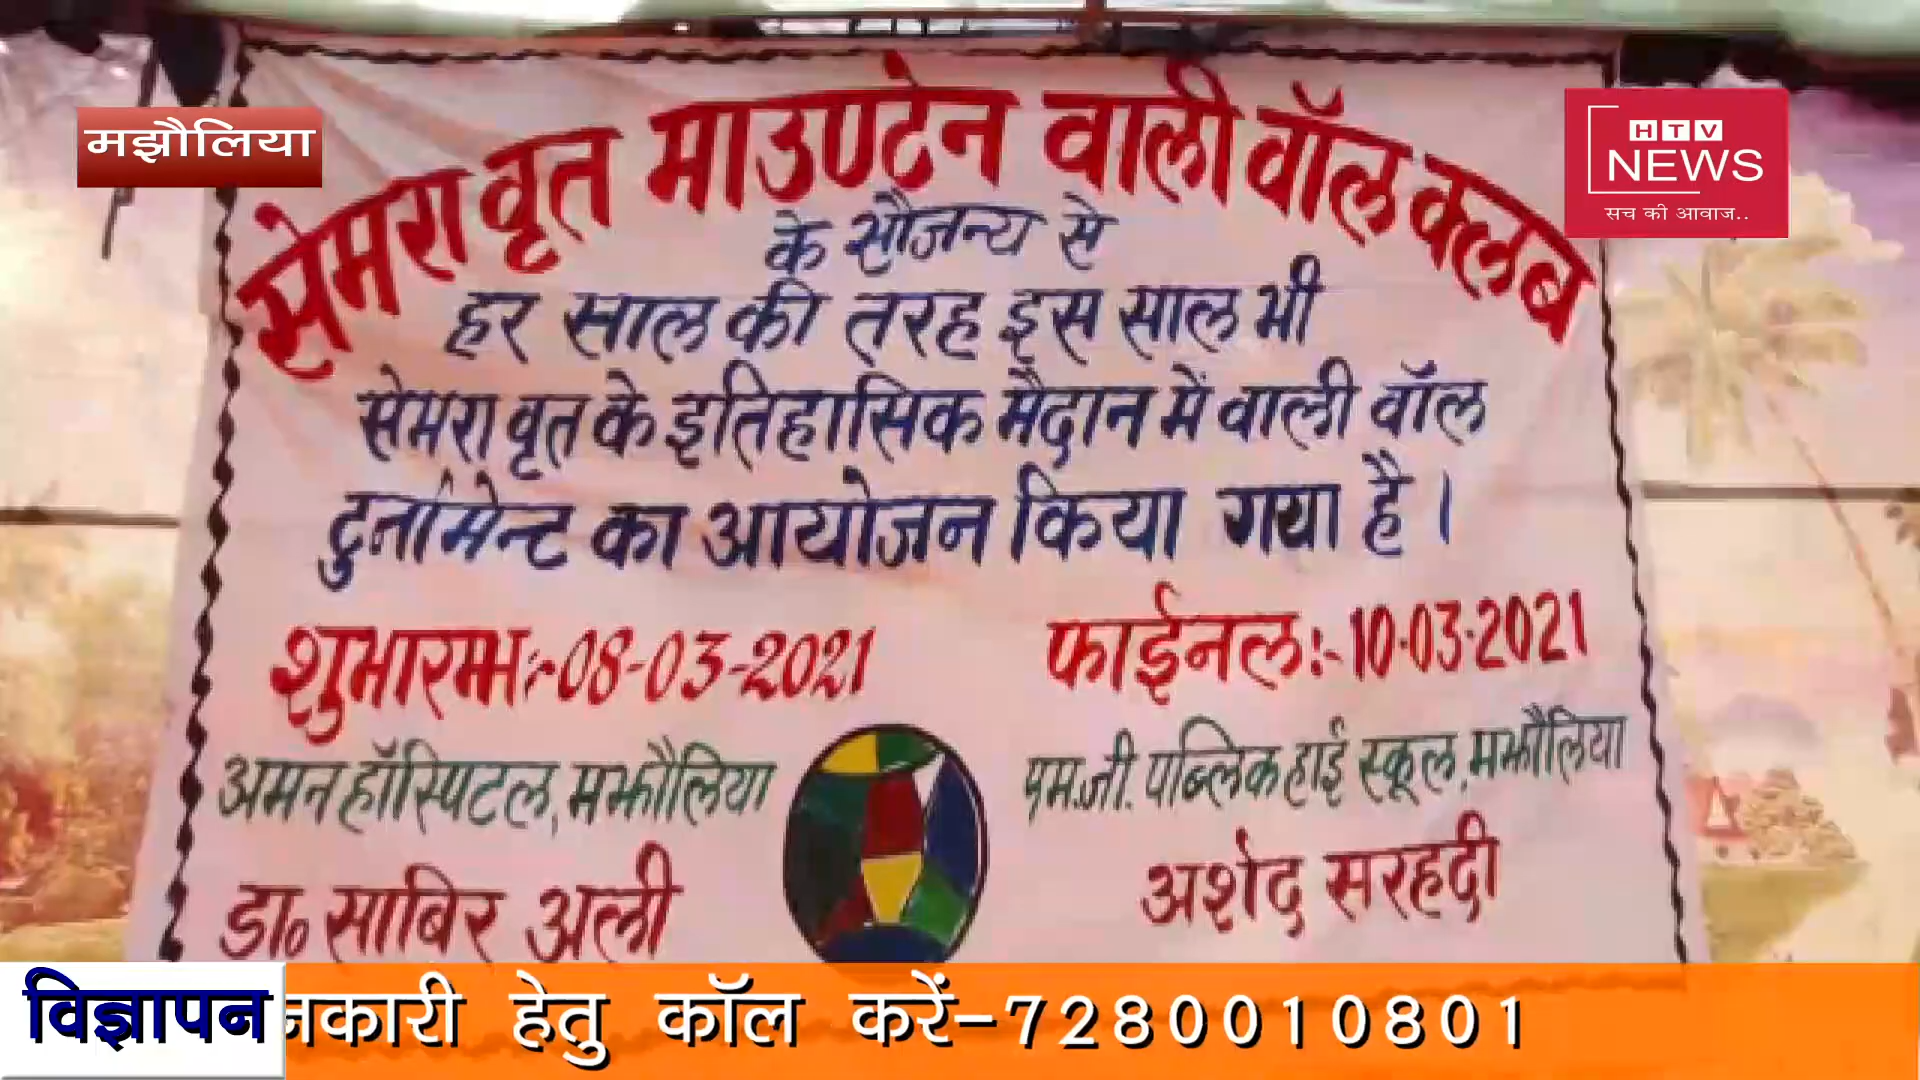 मझौलिया
HTV
NEWS
सच की आवाज..
सेमरा वृत माउण्टेन वाली वॉल क्लब
के सौजन्य से
हर साल की तरह इस साल भी
सेमरा वृत के इतिहासिक मैदान में वाली वॉल
टुर्नामेन्ट का आयोजन किया गया है।
शुभारम्भः-08-03-2021
फाईनलः-10-03-2021
अमन हॉस्पिटल, मझौलिया
एम.जी. पब्लिक हाई स्कूल, मझौलिया
डा० साबिर अली
अर्शद सरहदी
विज्ञापन
नकारी हेतु कॉल करें-7280010801